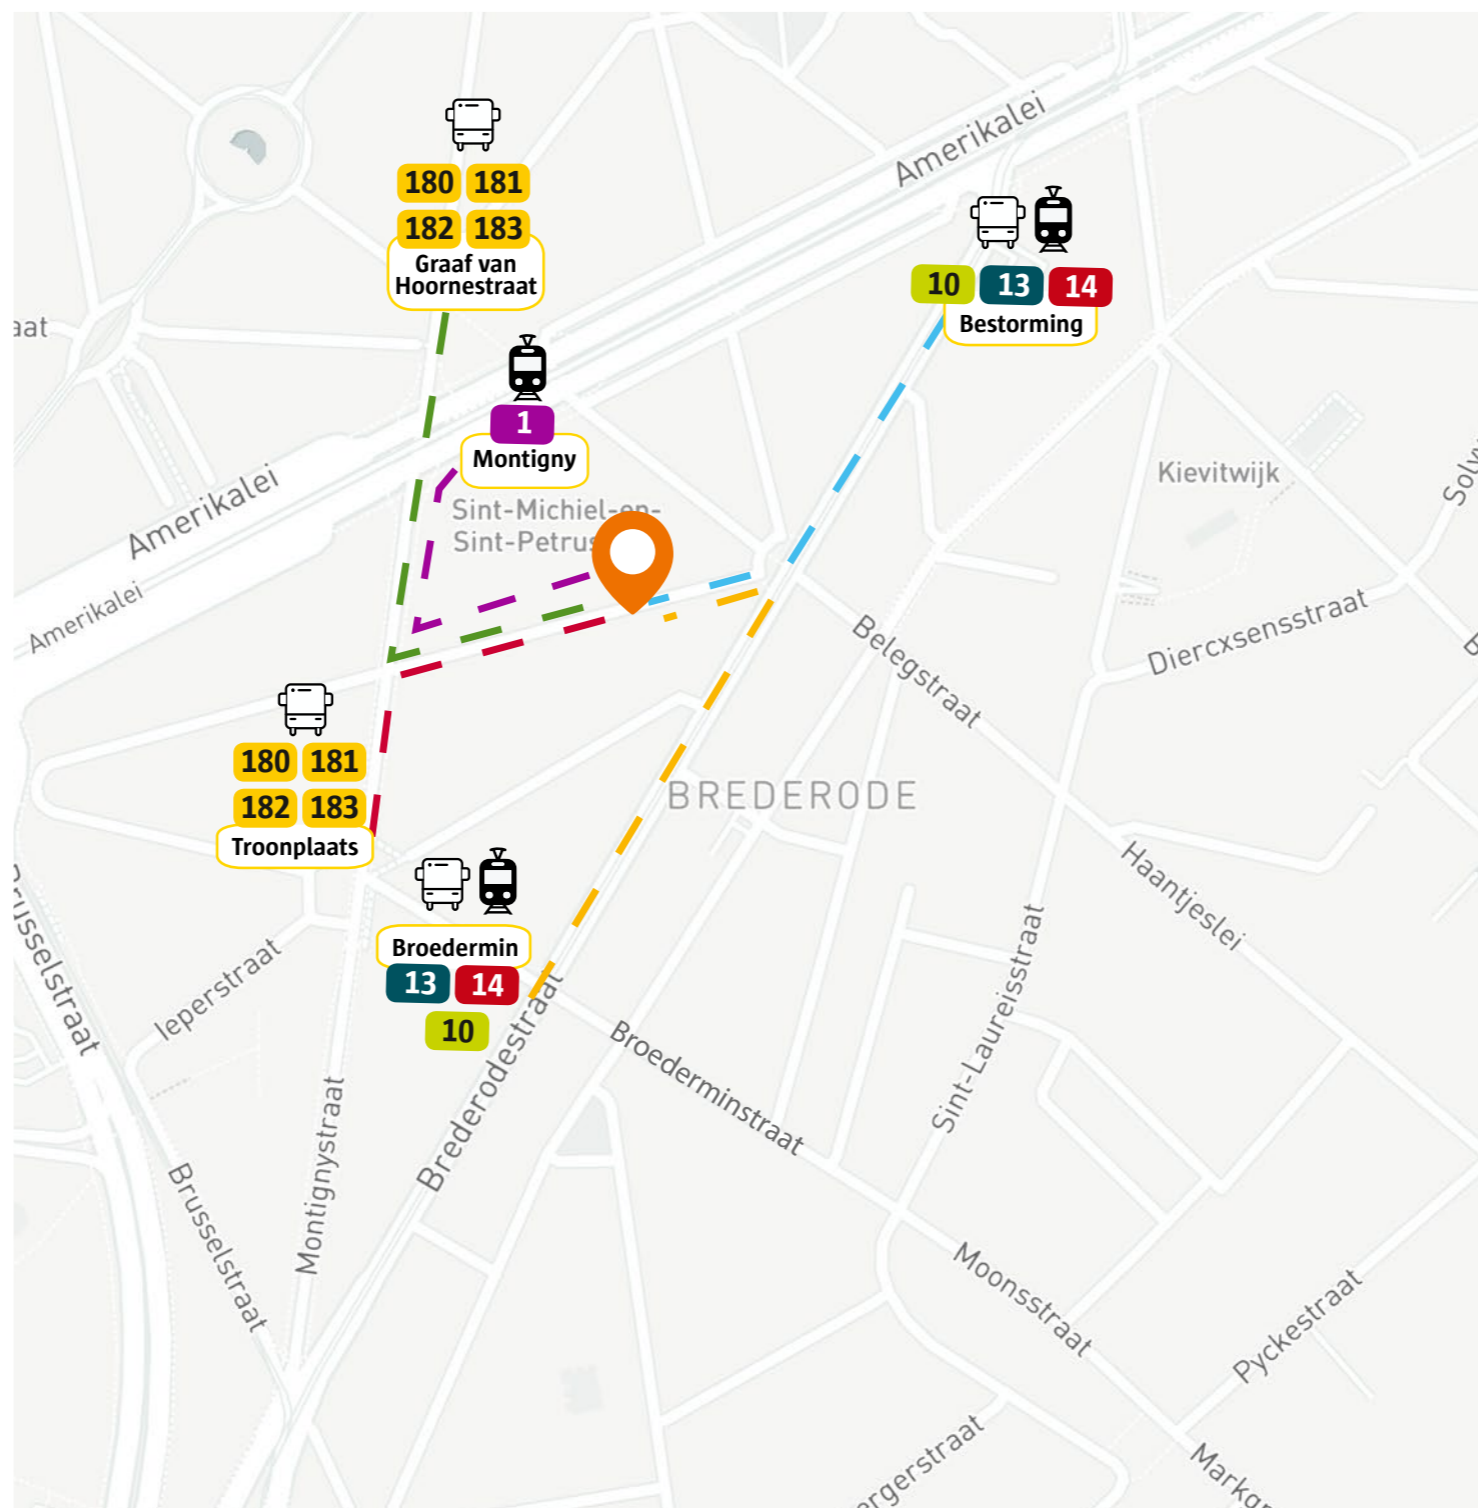 Amerikalei
180 181
182 183
Graaf van
Hoornestraat
10 13 14
Bestorming
aat
1
Montigny
Kievitwijk
Amerikalei
Sint-Michiel-en-
Sint-Petrus
Amerikalei
Diercxsensstraat
Belegstraat
180 181
182 183
Troonplaats
BREDERODE
Haantjeslei
Broedermin
13 14
10
Brusselstraat
Ieperstraat
Sint-Laureisstraat
Brederodestraat
Broederminstraat
Montignystraat
Brusselstraat
Moonsstraat
Pyckestraat
ergerstraat